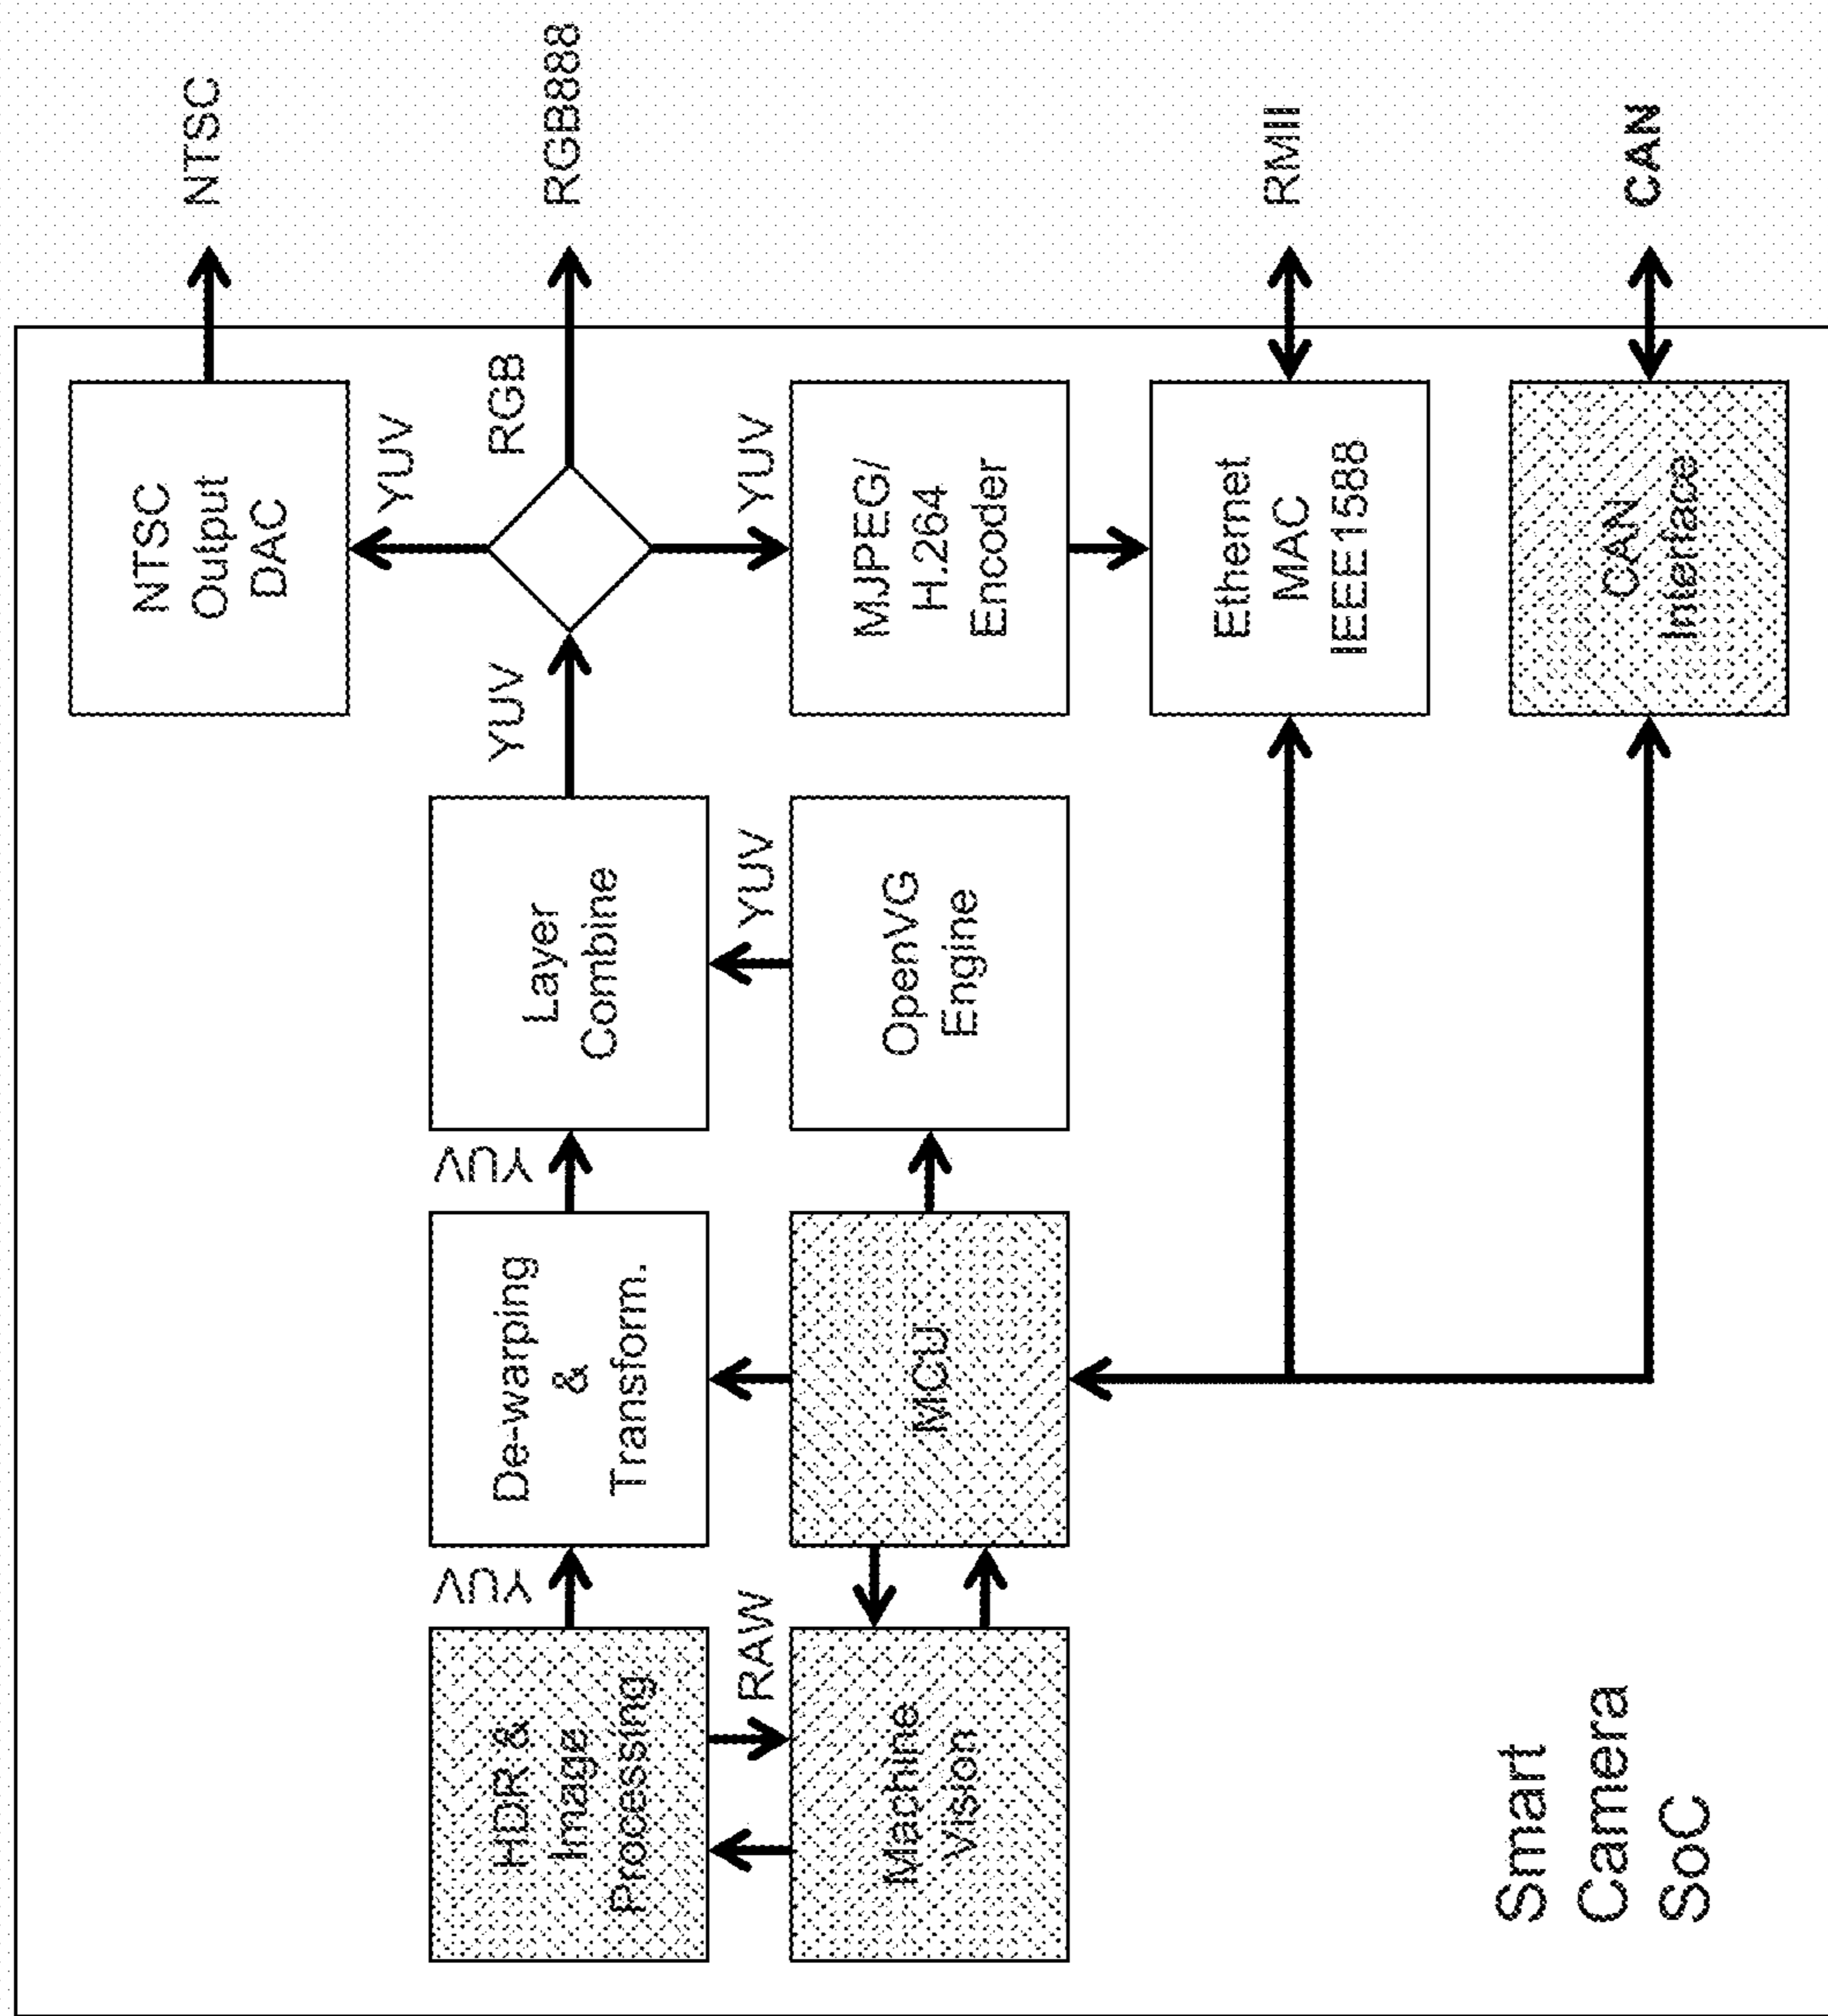 HDR &
Image
Processing
YUV
De-warping
&
Transform.
YUV
Layer
Combine
YUV
NTSC
Output
DAC
NTSC
YUV
RGB
RGB888
RAW
YUV
YUV
Machine
Vision
MCU
OpenVG
Engine
MJPEG/
H.264
Encoder
Ethernet
MAC
IEEE1588
RMII
CAN
Interface
CAN
Smart
Camera
SoC